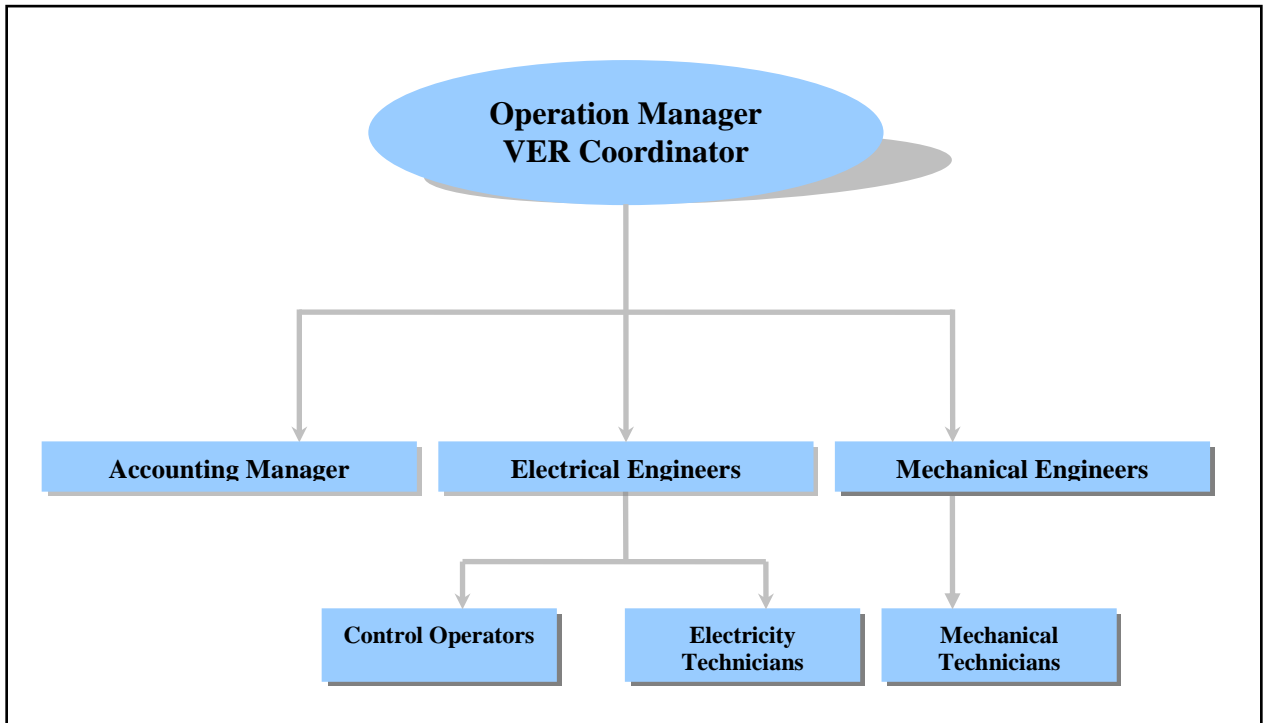 Operation Manager
VER Coordinator
Accounting Manager
Electrical Engineers
Mechanical Engineers
Control Operators
Electricity
Technicians
Mechanical
Technicians